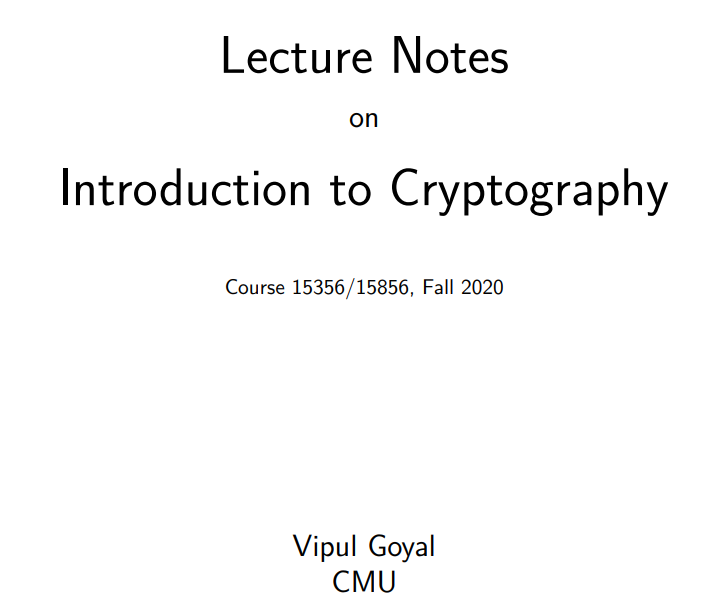 Lecture Notes
on
Introduction to Cryptography
Course 15356/15856, Fall 2020
Vipul Goyal
CMU